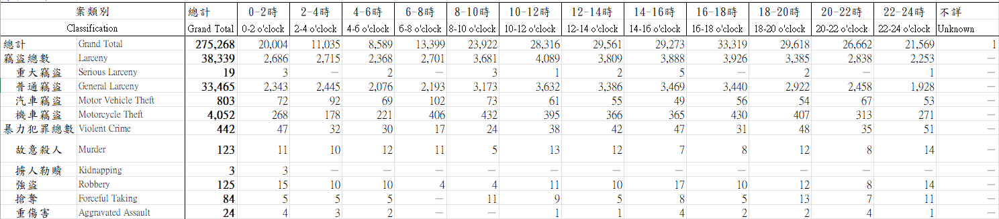 案類別 總計 0-2時 2-4時 4-6時 6-8時 8-10時 10-12時 12-14時 14-16時 16-18時 18-20時 20-22時 22-24時 不詳
Classification Grand Total 0-2 o'clock 2-4 o'clock 4-6 o'clock 6-8 o'clock 8-10 o'clock 10-12 o'clock 12-14 o'clock 14-16 o'clock 16-18 o'clock 18-20 o'clock 20-22 o'clock 22-24 o'clock Unknown
總計 Grand Total 275,268 20,004 11,035 8,589 13,399 23,922 28,316 29,561 29,273 33,319 29,618 26,662 21,569 1
竊盜總數 Larceny 38,339 2,686 2,715 2,368 2,701 3,681 4,089 3,809 3,888 3,926 3,385 2,838 2,253 —
重大竊盜 Serious Larceny 19 3 — 2 — 3 1 2 5 — 2 — 1 —
普通竊盜 General Larceny 33,465 2,343 2,445 2,076 2,193 3,173 3,632 3,386 3,469 3,440 2,922 2,458 1,928 —
汽車竊盜 Motor Vehicle Theft 803 72 92 69 102 73 61 55 49 56 54 67 53 —
機車竊盜 Motorcycle Theft 4,052 268 178 221 406 432 395 366 365 430 407 313 271 —
暴力犯罪總數 Violent Crime 442 47 32 30 17 24 38 42 47 31 48 35 51 —
故意殺人 Murder 123 11 10 12 11 5 13 12 7 8 12 8 14 —
擄人勒贖 Kidnapping 3 3 — — — — — — — — — — — —
強盜 Robbery 125 15 10 10 4 4 11 10 17 10 12 8 14 —
搶奪 Forceful Taking 84 5 5 5 — 11 9 5 8 5 13 7 11 —
重傷害 Aggravated Assault 24 4 3 2 — — 1 1 4 2 2 4 1 —